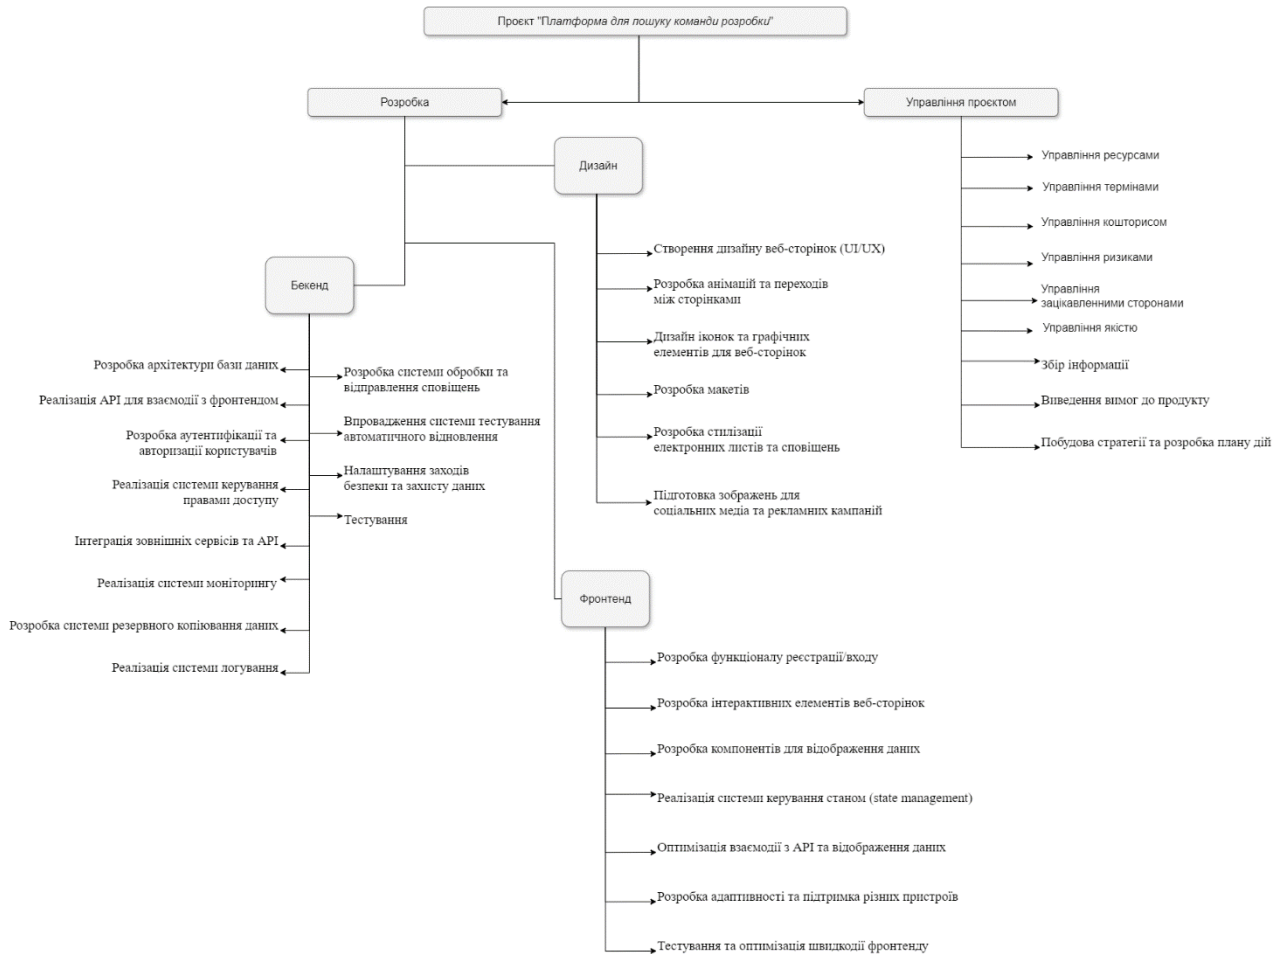 Проєкт "Платформа для пошуку команди розробки"
Розробка
Управління проєктом
Дизайн
Управління ресурсами
Управління термінами
Управління кошторисом
Управління ризиками
Управління
зацікавленними сторонами
Управління якістю
Збір інформації
Виведення вимог до продукту
Побудова стратегії та розробка плану дій
Створення дизайну веб-сторінок (UI/UX)
Розробка анімацій та переходів
між сторінками
Дизайн іконок та графічних
елементів для веб-сторінок
Розробка макетів
Розробка стилізації
електронних листів та сповіщень
Підготовка зображень для
соціальних медіа та рекламних кампаній
Бекенд
Розробка архітектури бази даних
Реалізація API для взаємодії з фронтендом
Розробка аутентифікації та
авторизації користувачів
Реалізація системи керування
правами доступу
Інтеграція зовнішніх сервісів та API
Реалізація системи моніторингу
Розробка системи резервного копіювання даних
Реалізація системи логування
Розробка системи обробки та
відправлення сповіщень
Впровадження системи тестування
автоматичного відновлення
Налаштування заходів
безпеки та захисту даних
Тестування
Фронтенд
Розробка функціоналу реєстрації/входу
Розробка інтерактивних елементів веб-сторінок
Розробка компонентів для відображення даних
Реалізація системи керування станом (state management)
Оптимізація взаємодії з API та відображення даних
Розробка адаптивності та підтримка різних пристроїв
Тестування та оптимізація швидкодії фронтенду